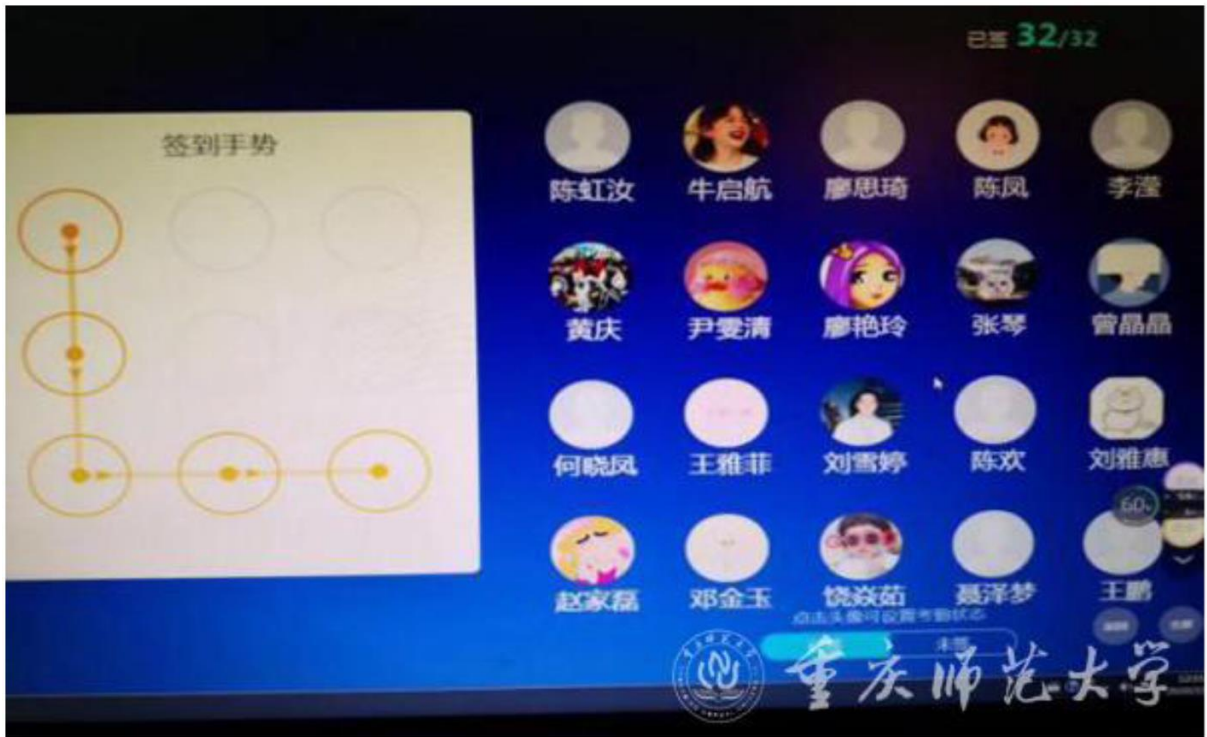 已签 32/32
签到手势
陈虹汝 牛启航 廖思琦 陈凤 李滢
黄庆 尹雯清 廖艳玲 张琴 曾晶晶
何晓凤 王雅菲 刘雪婷 陈欢 刘雅惠
60
赵家磊 邓金玉 饶焱茹 聂泽梦 王鹏
点击头像可设置考勤状态
未签
重庆师范大学